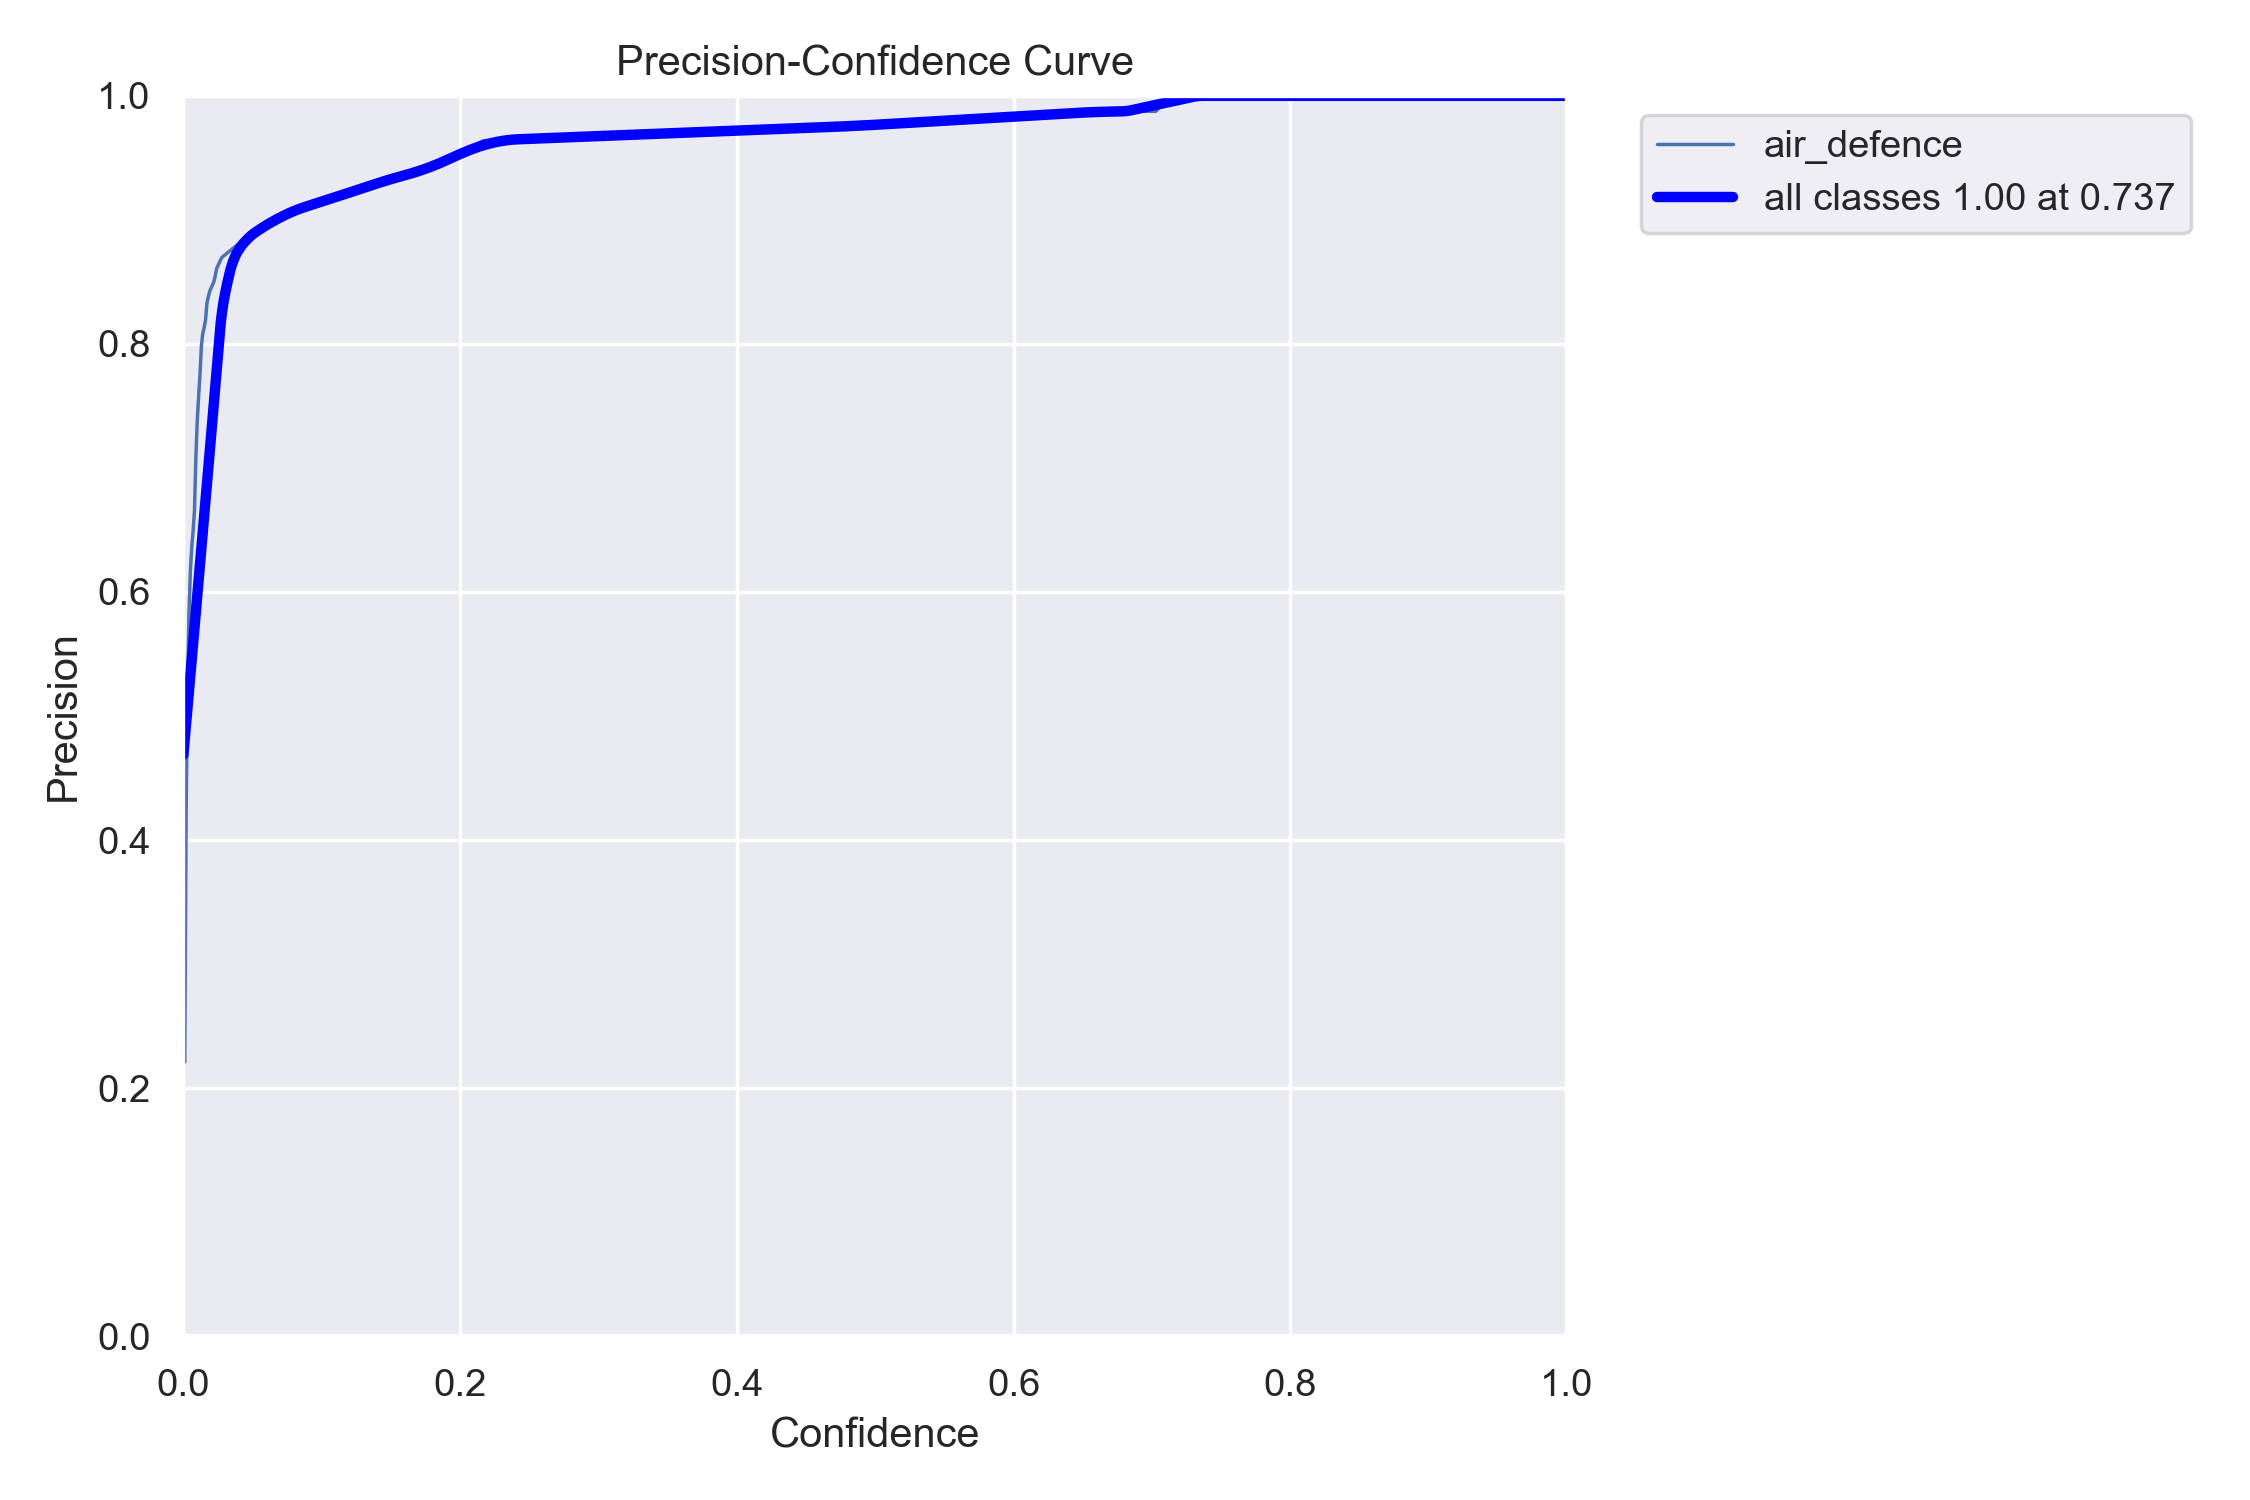 Precision-Confidence Curve
1.0
0.8
0.6
0.4
0.2
0.0
Precision
0.0 0.2 0.4 0.6 0.8 1.0
Confidence
air_defence
all classes 1.00 at 0.737